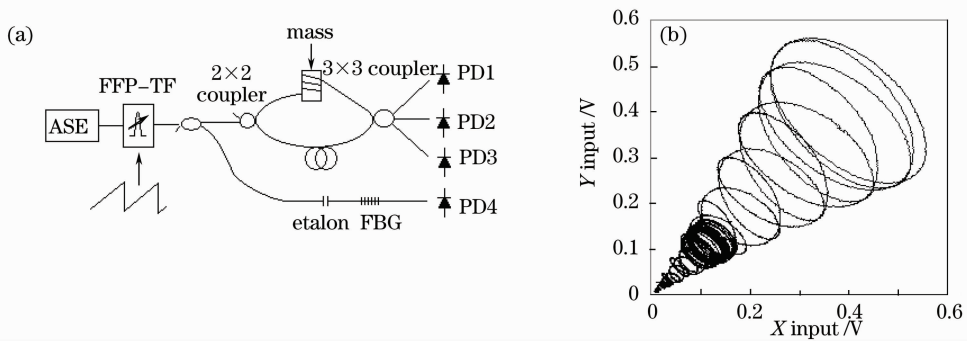 (a)
mass
FFP-TF
2×2
coupler
3×3 coupler
PD1
ASE
PD2
PD3
etalon FBG
PD4
(b)
Y input /V
0.6
0.5
0.4
0.3
0.2
0.1
0
0 0.2 0.4 0.6
X input /V